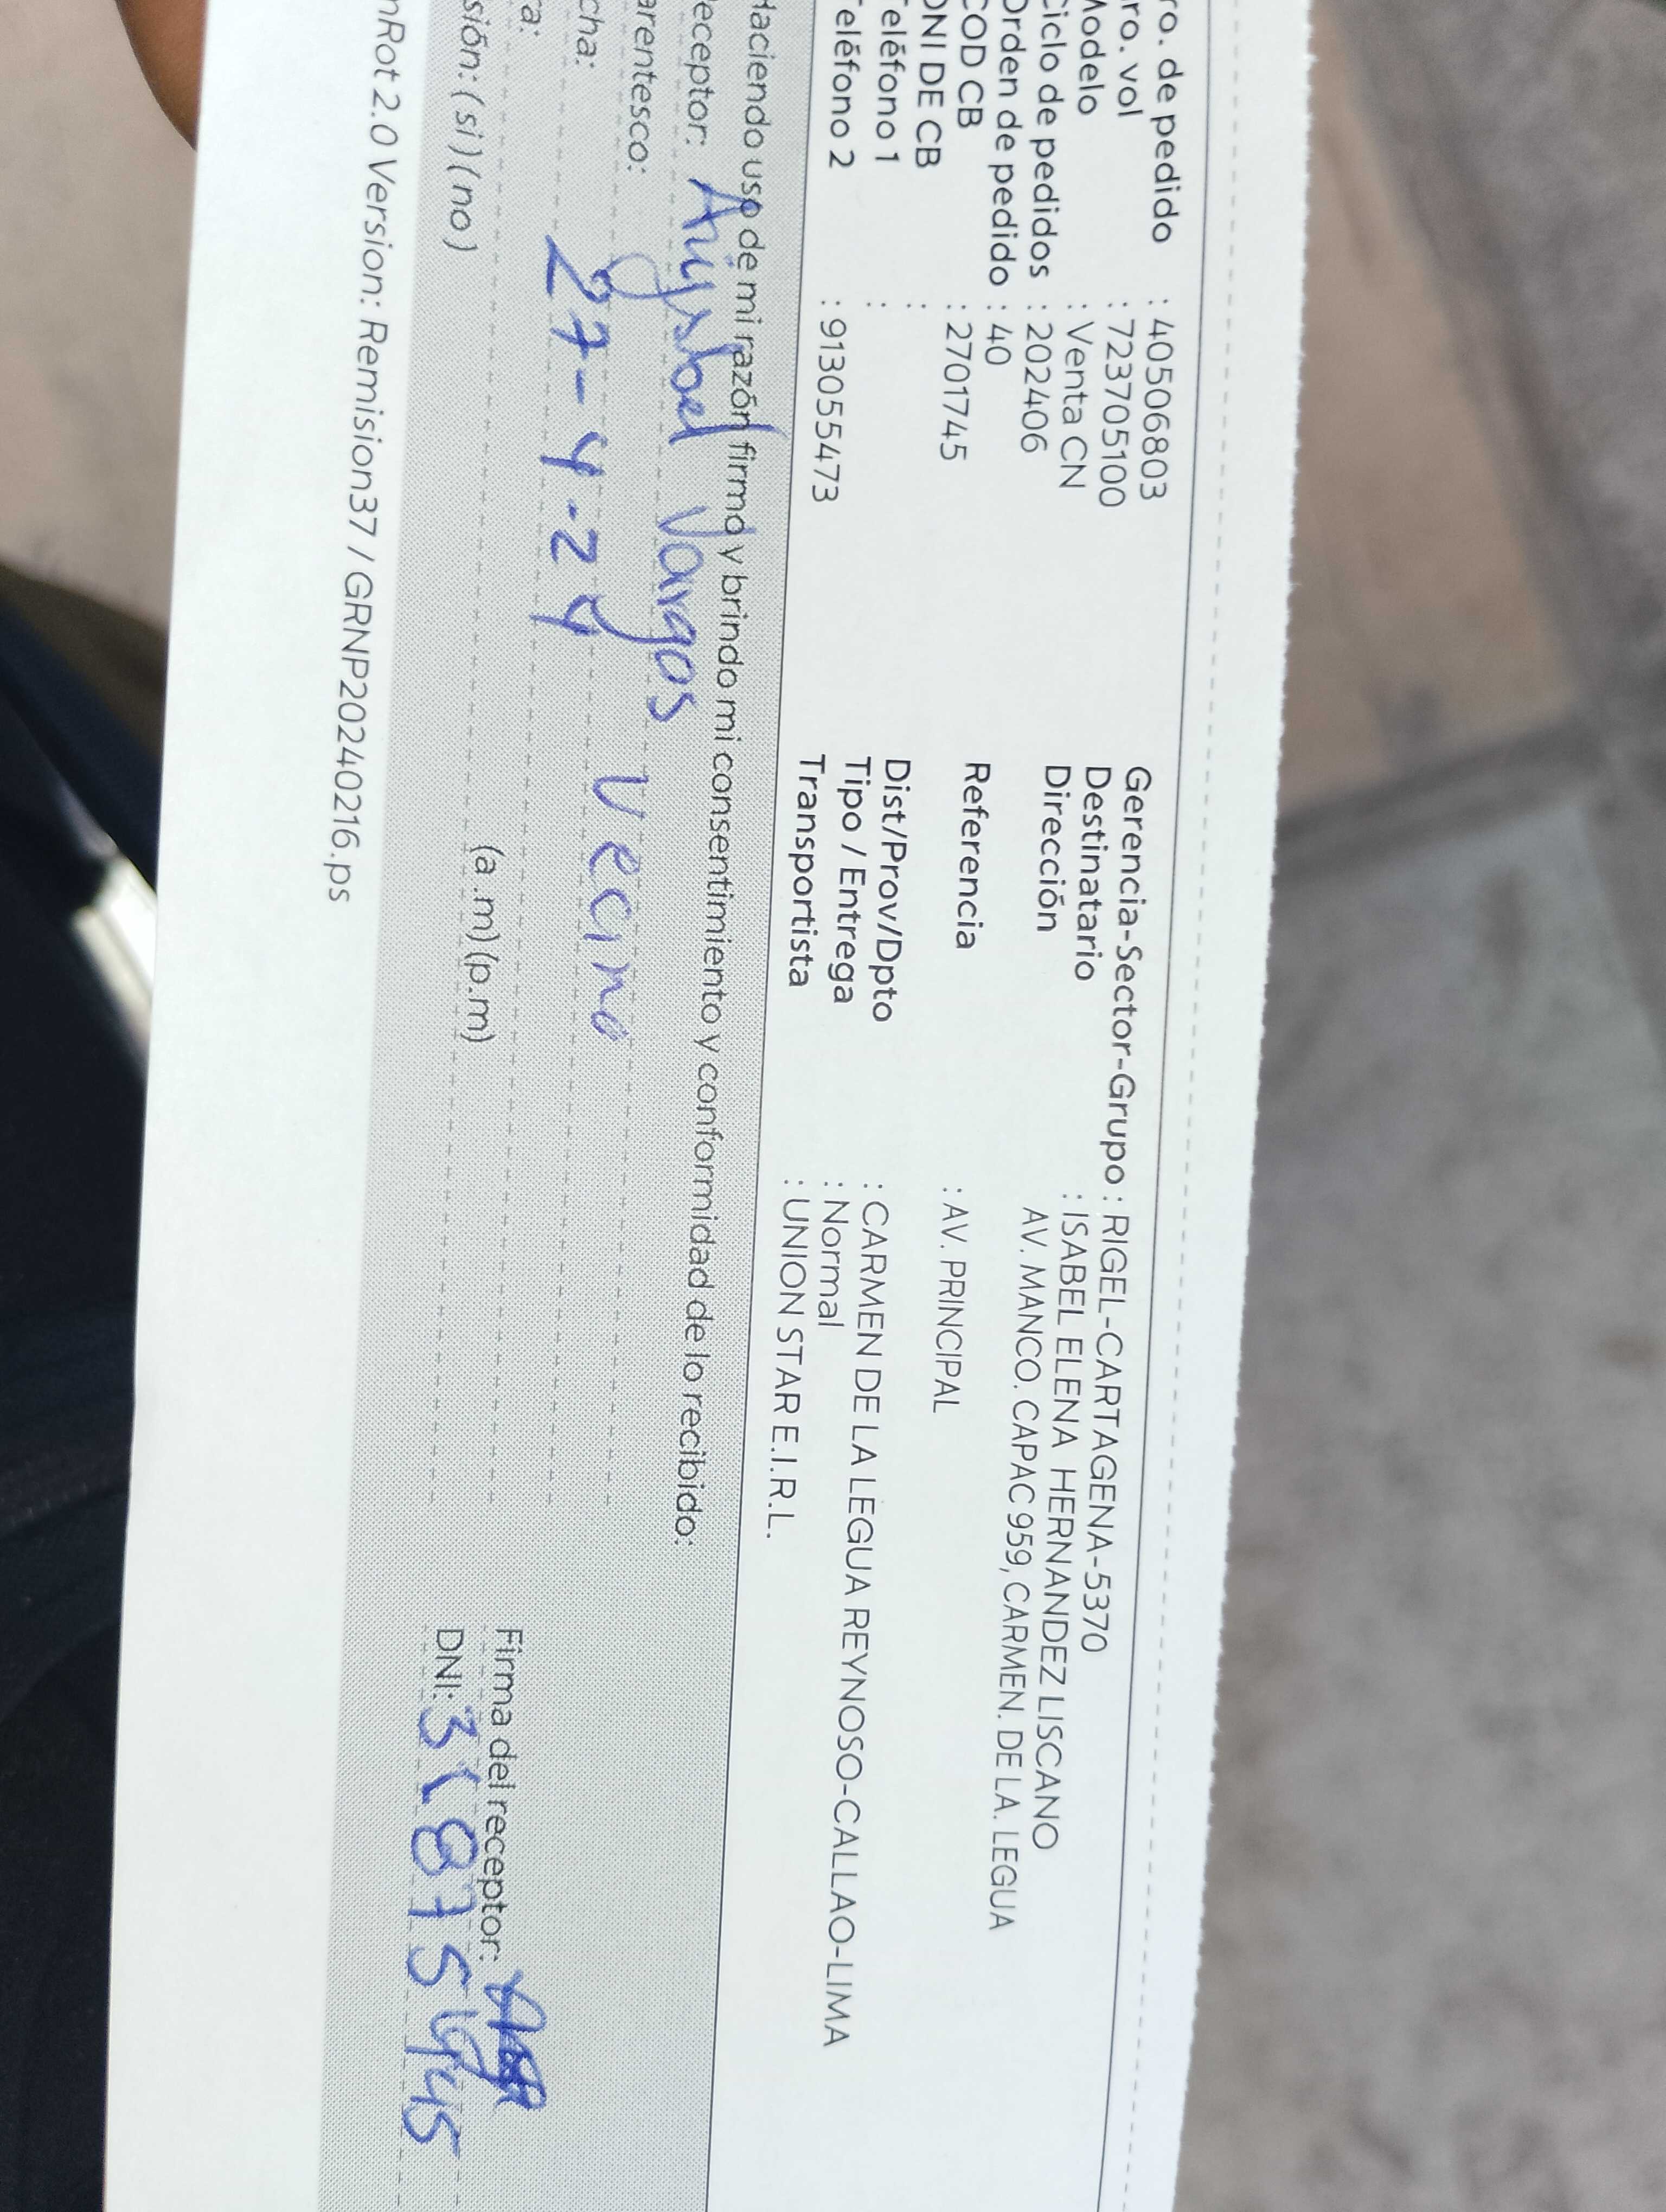 ro. de pedido : 40506803
ro. vol : 723705100
Modelo : Venta CN
Ciclo de pedidos : 202406
Orden de pedido : 40
COD CB : 2701745
DNI DE CB :
Teléfono 1 :
Teléfono 2 : 913055473
Gerencia-Sector-Grupo : RIGEL-CARTAGENA-5370
Destinatario : ISABEL ELENA HERNANDEZ LISCANO
Dirección AV. MANCO. CAPAC 959, CARMEN. DE LA. LEGUA
Referencia : AV. PRINCIPAL
Dist/Prov/Dpto : CARMEN DE LA LEGUA REYNOSO-CALLAO-LIMA
Tipo / Entrega : Normal
Transportista : UNION STAR E.I.R.L.
Haciendo uso de mi razón firmo y brindo mi consentimiento y conformidad de lo recibido:
eceptor: Vargas
arentesco: Vecino
cha: 27-4-24
ra: (a.m)(p.m)
sión: (si)(no)
Firma del receptor:
DNI:
nRot 2.0 Version: Remision37 / GRNP20240216.ps